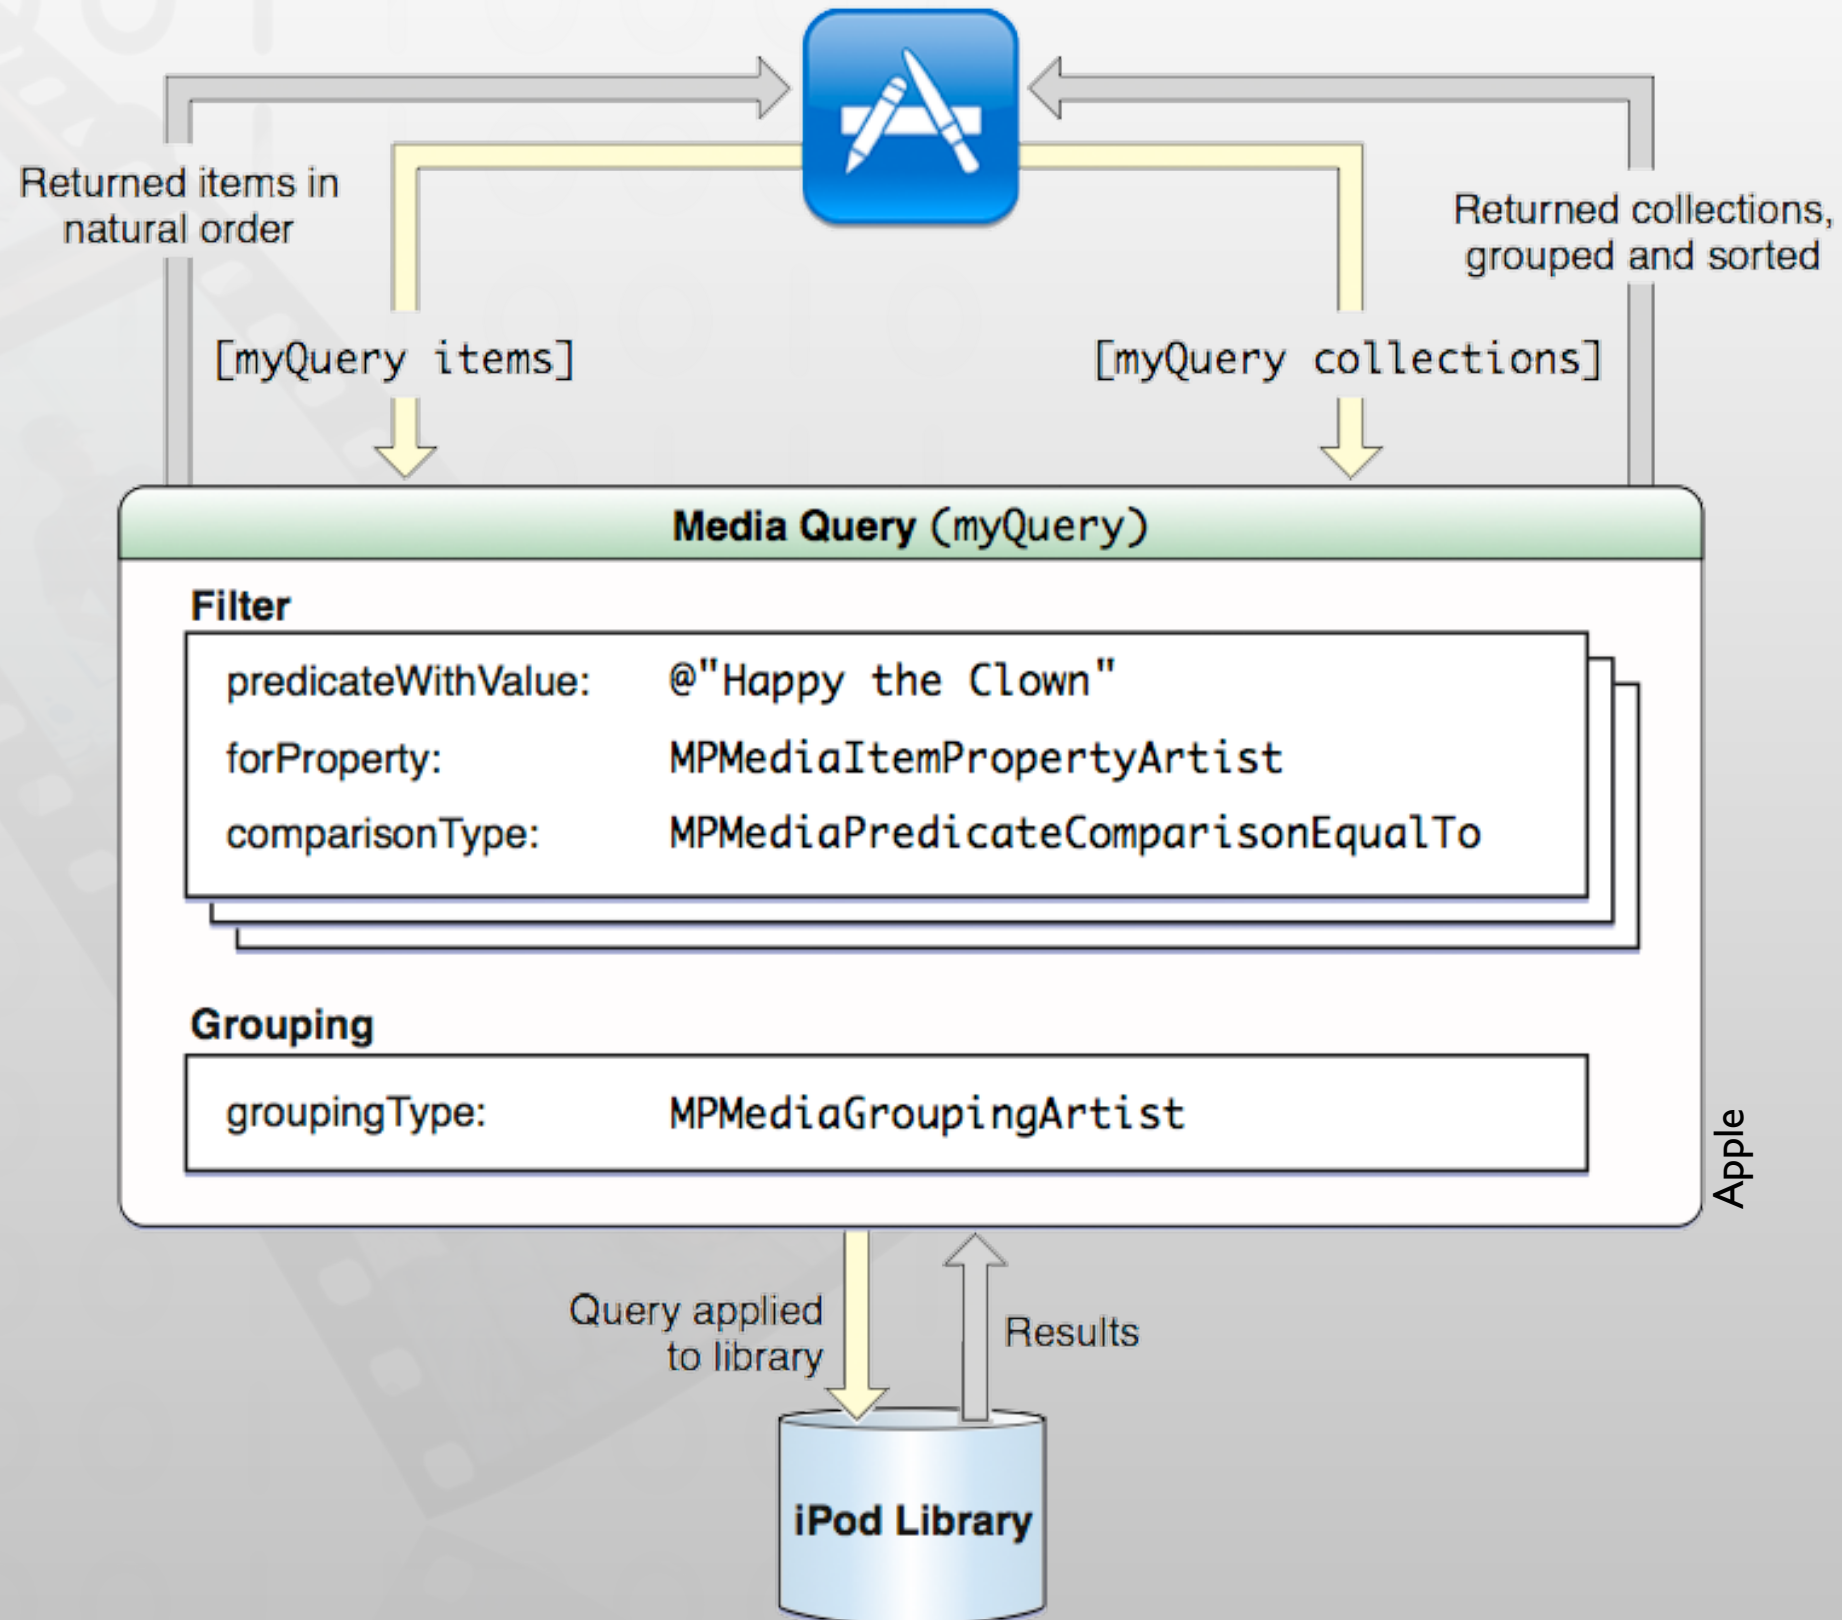 Returned items in
natural order
Returned collections,
grouped and sorted
[myQuery items]
[myQuery collections]
Media Query (myQuery)
Filter
predicateWithValue: @"Happy the Clown"
forProperty: MPMediaItemPropertyArtist
comparisonType: MPMediaPredicateComparisonEqualTo
Grouping
groupingType: MPMediaGroupingArtist
Apple
Query applied
to library
Results
iPod Library